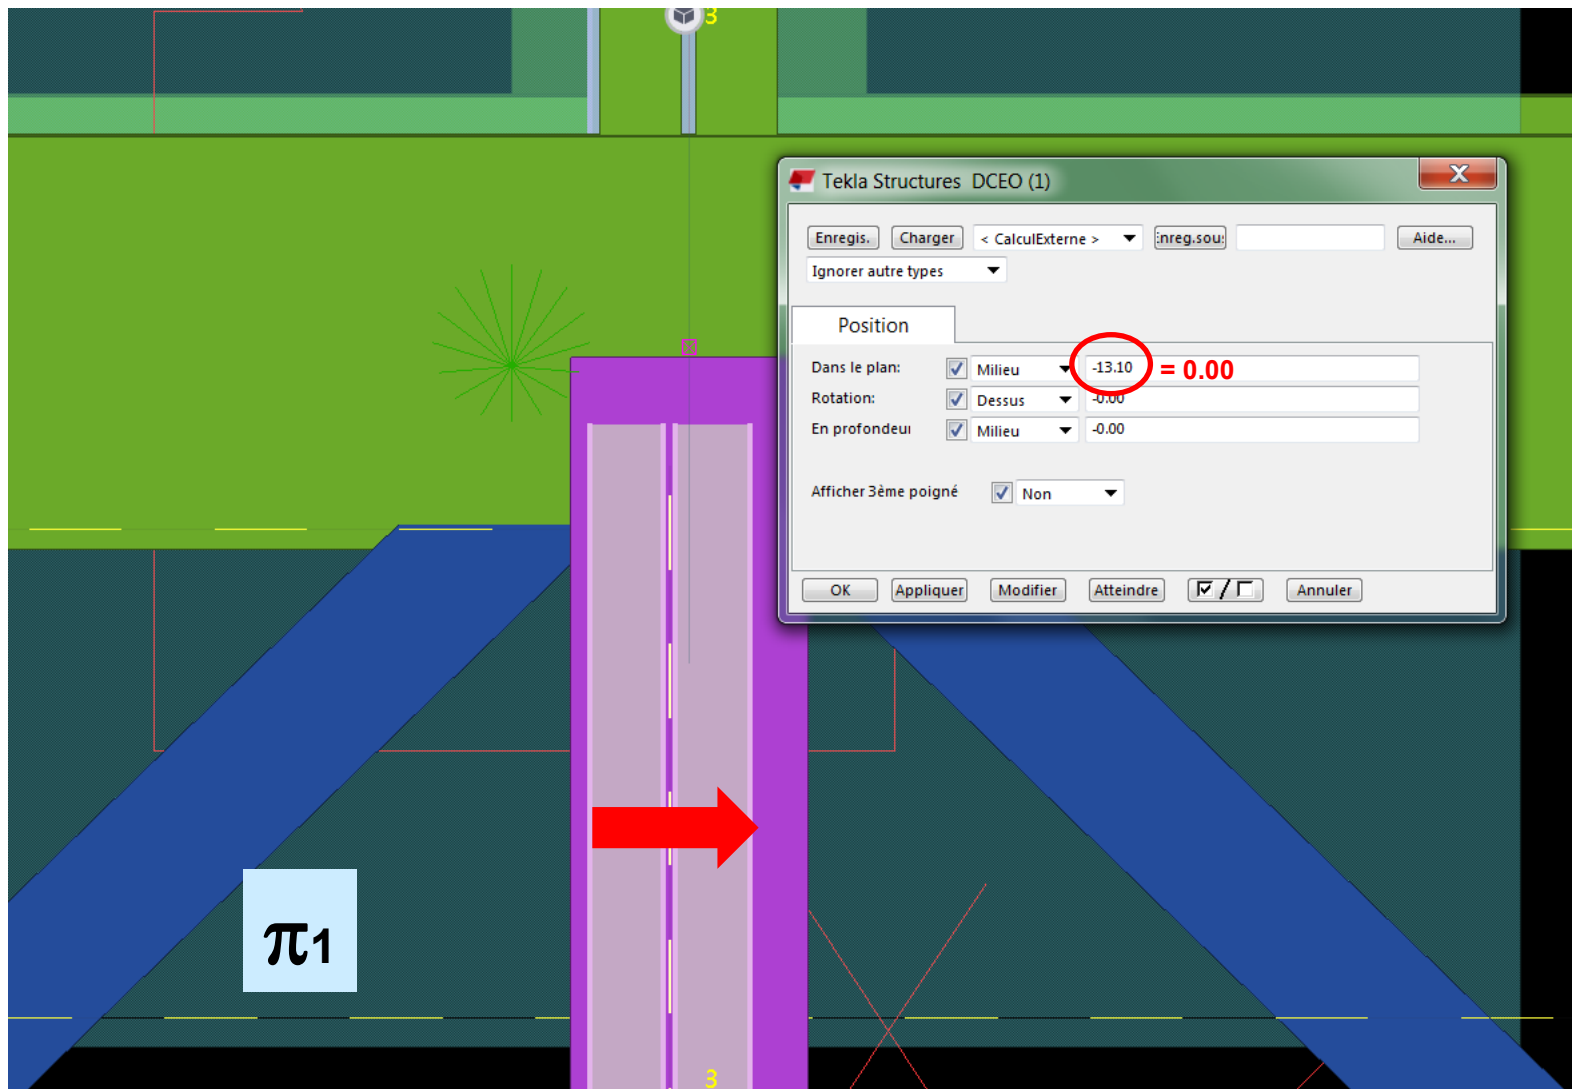 3
Tekla Structures DCEO (1)
X
Enregis. Charger < CalculExterne > Enreg.sou: Aide...
Ignorer autre types
Position
Dans le plan: Milieu -13.10 = 0.00
Rotation: Dessus -0.00
En profondeur Milieu -0.00
Afficher 3ème poigné Non
OK Appliquer Modifier Atteindre / Annuler
π1
3